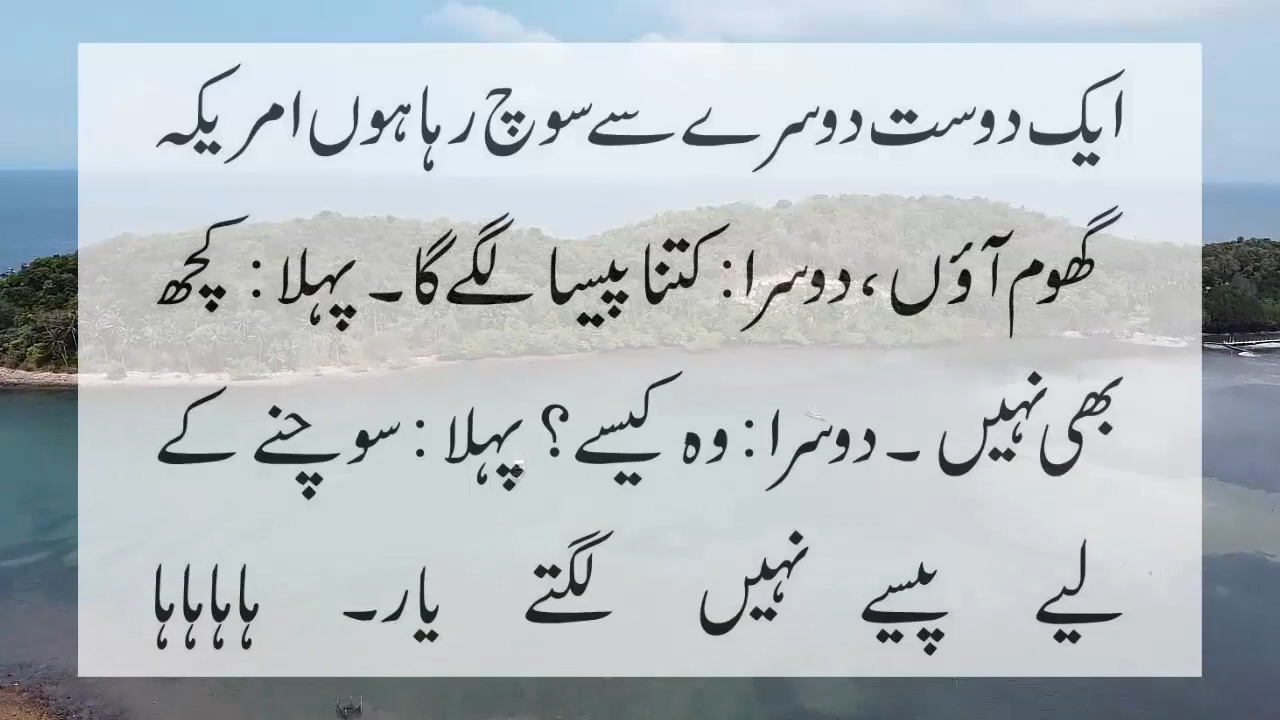 ایک دوست دوسرے سے سوچ رہا ہوں امریکہ
گھوم آؤں ، دوسرا : کتنا پیسا لگے گا۔ پہلا : کچھ
بھی نہیں ۔ دوسرا : وہ کیسے ؟ پہلا : سوچنے کے
لیے پیسے نہیں لگتے یار۔ ہاہاہاہا